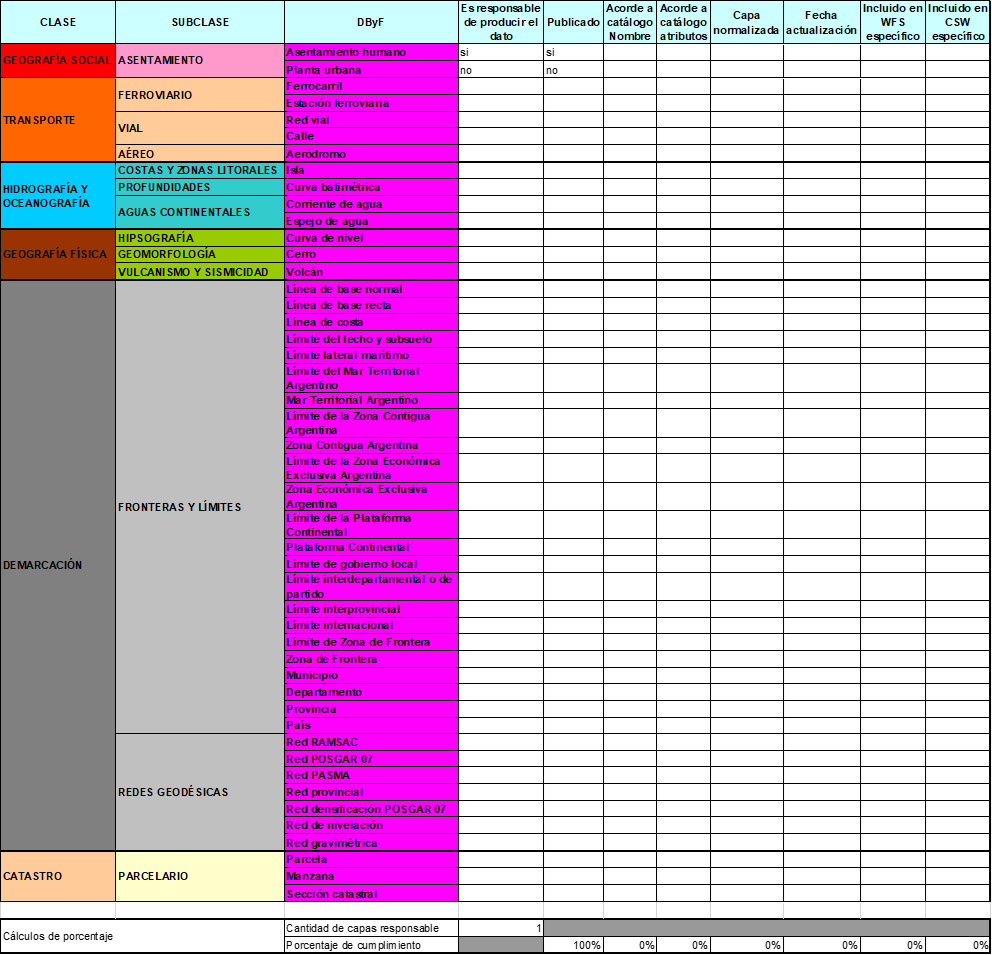 CLASE SUBCLASE DByF Es responsable de producir el dato Publicado Acorde a catálogo Nombre Acorde a catálogo atributos Capa normalizada Fecha actualización Incluido en WFS específico Incluido en CSW específico
GEOGRAFÍA SOCIAL ASENTAMIENTO Asentamiento humano si si
Planta urbana no no
TRANSPORTE FERROVIARIO Ferrocarril
Estación ferroviaria
VIAL Red vial
Calle
AÉREO Aeródromo
HIDROGRAFÍA Y OCEANOGRAFÍA COSTAS Y ZONAS LITORALES Isla
PROFUNDIDADES Curva batimétrica
AGUAS CONTINENTALES Corriente de agua
Espejo de agua
GEOGRAFÍA FÍSICA HIPSOGRAFÍA Curva de nivel
GEOMORFOLOGÍA Cerro
VULCANISMO Y SISMICIDAD Volcán
DEMARCACIÓN FRONTERAS Y LÍMITES Línea de base normal
Línea de base recta
Línea de costa
Límite del lecho y subsuelo
Límite lateral marítimo
Límite del Mar Territorial
Argentino
Mar Territorial Argentino
Límite de la Zona Contigua
Argentina
Zona Contigua Argentina
Límite de la Zona Económica
Exclusiva Argentina
Zona Económica Exclusiva
Argentina
Límite de la Plataforma
Continental
Plataforma Continental
Límite de gobierno local
Límite interdepartamental o de
partido
Límite interprovincial
Límite internacional
Límite de Zona de Frontera
Zona de Frontera
Municipio
Departamento
Provincia
País
REDES GEODÉSICAS Red RAMSAC
Red POSGAR 07
Red PASMA
Red provincial
Red densificación POSGAR 07
Red de nivelación
Red gravimétrica
CATASTRO PARCELARIO Parcela
Manzana
Sección catastral
Cálculos de porcentaje Cantidad de capas responsable 1
Porcentaje de cumplimiento 100% 0% 0% 0% 0% 0% 0%